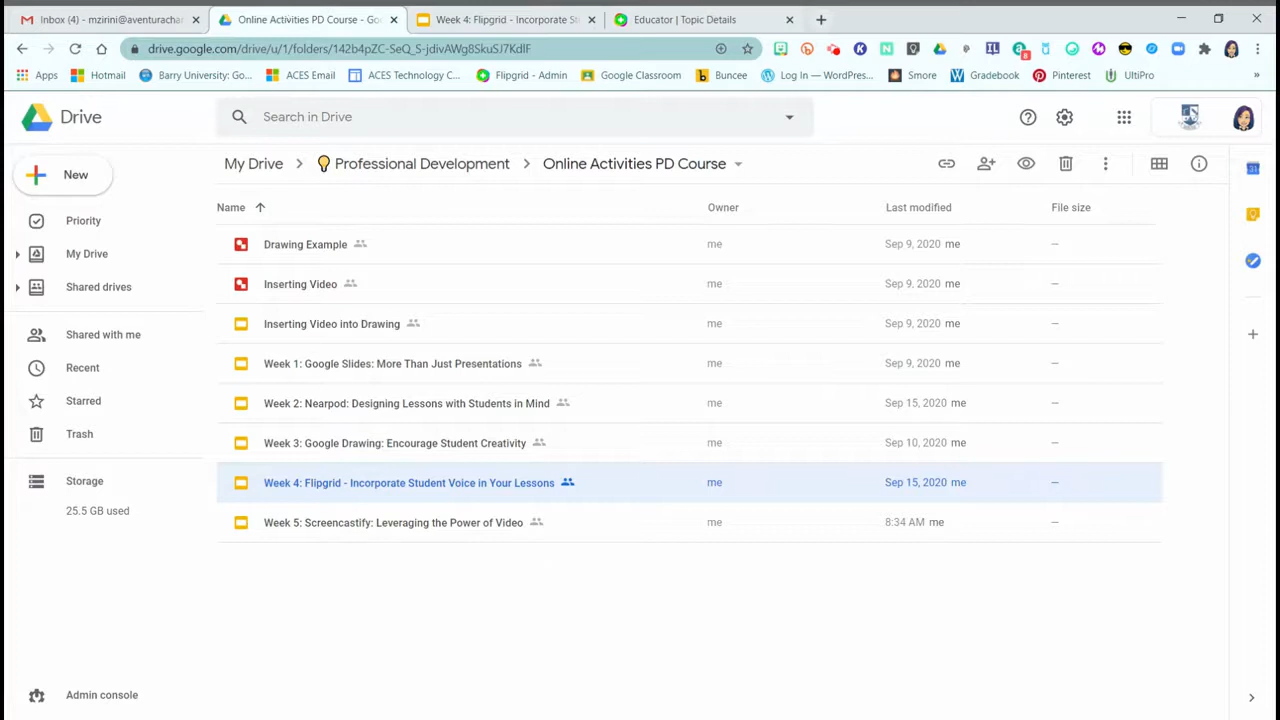 Inbox (4) - mzirini@aventurachar
Online Activities PD Course - Goo
Week 4: Flipgrid - Incorporate St
Educator | Topic Details
drive.google.com/drive/u/1/folders/142b4pZC-SeQ_S-jdivAWg8SkuSJ7KdlF
8
Apps
Hotmail
Barry University: Go...
ACES Email
ACES Technology C...
Flipgrid - Admin
Google Classroom
Buncee
Log In — WordPres...
Smore
Gradebook
Pinterest
UltiPro
»
Drive
Search in Drive
New
My Drive > Professional Development > Online Activities PD Course
Priority
My Drive
Shared drives
Shared with me
Recent
Starred
Trash
Storage
25.5 GB used
Admin console
Name Owner Last modified File size
Drawing Example me Sep 9, 2020 me —
Inserting Video me Sep 9, 2020 me —
Inserting Video into Drawing me Sep 9, 2020 me —
Week 1: Google Slides: More Than Just Presentations me Sep 9, 2020 me —
Week 2: Nearpod: Designing Lessons with Students in Mind me Sep 15, 2020 me —
Week 3: Google Drawing: Encourage Student Creativity me Sep 10, 2020 me —
Week 4: Flipgrid - Incorporate Student Voice in Your Lessons me Sep 15, 2020 me —
Week 5: Screencastify: Leveraging the Power of Video me 8:34 AM me —